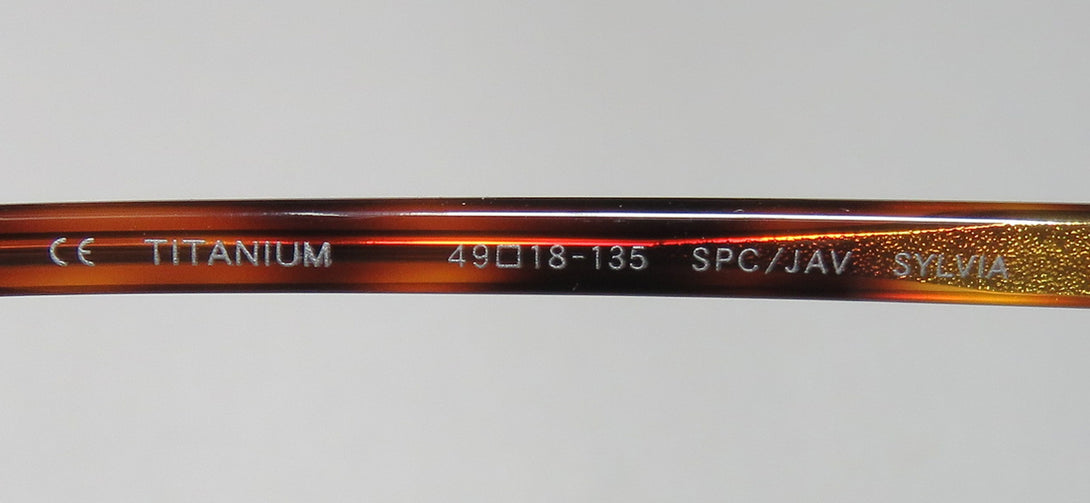 CE TITANIUM 49□18-135 SPC/JAV SYLVIA